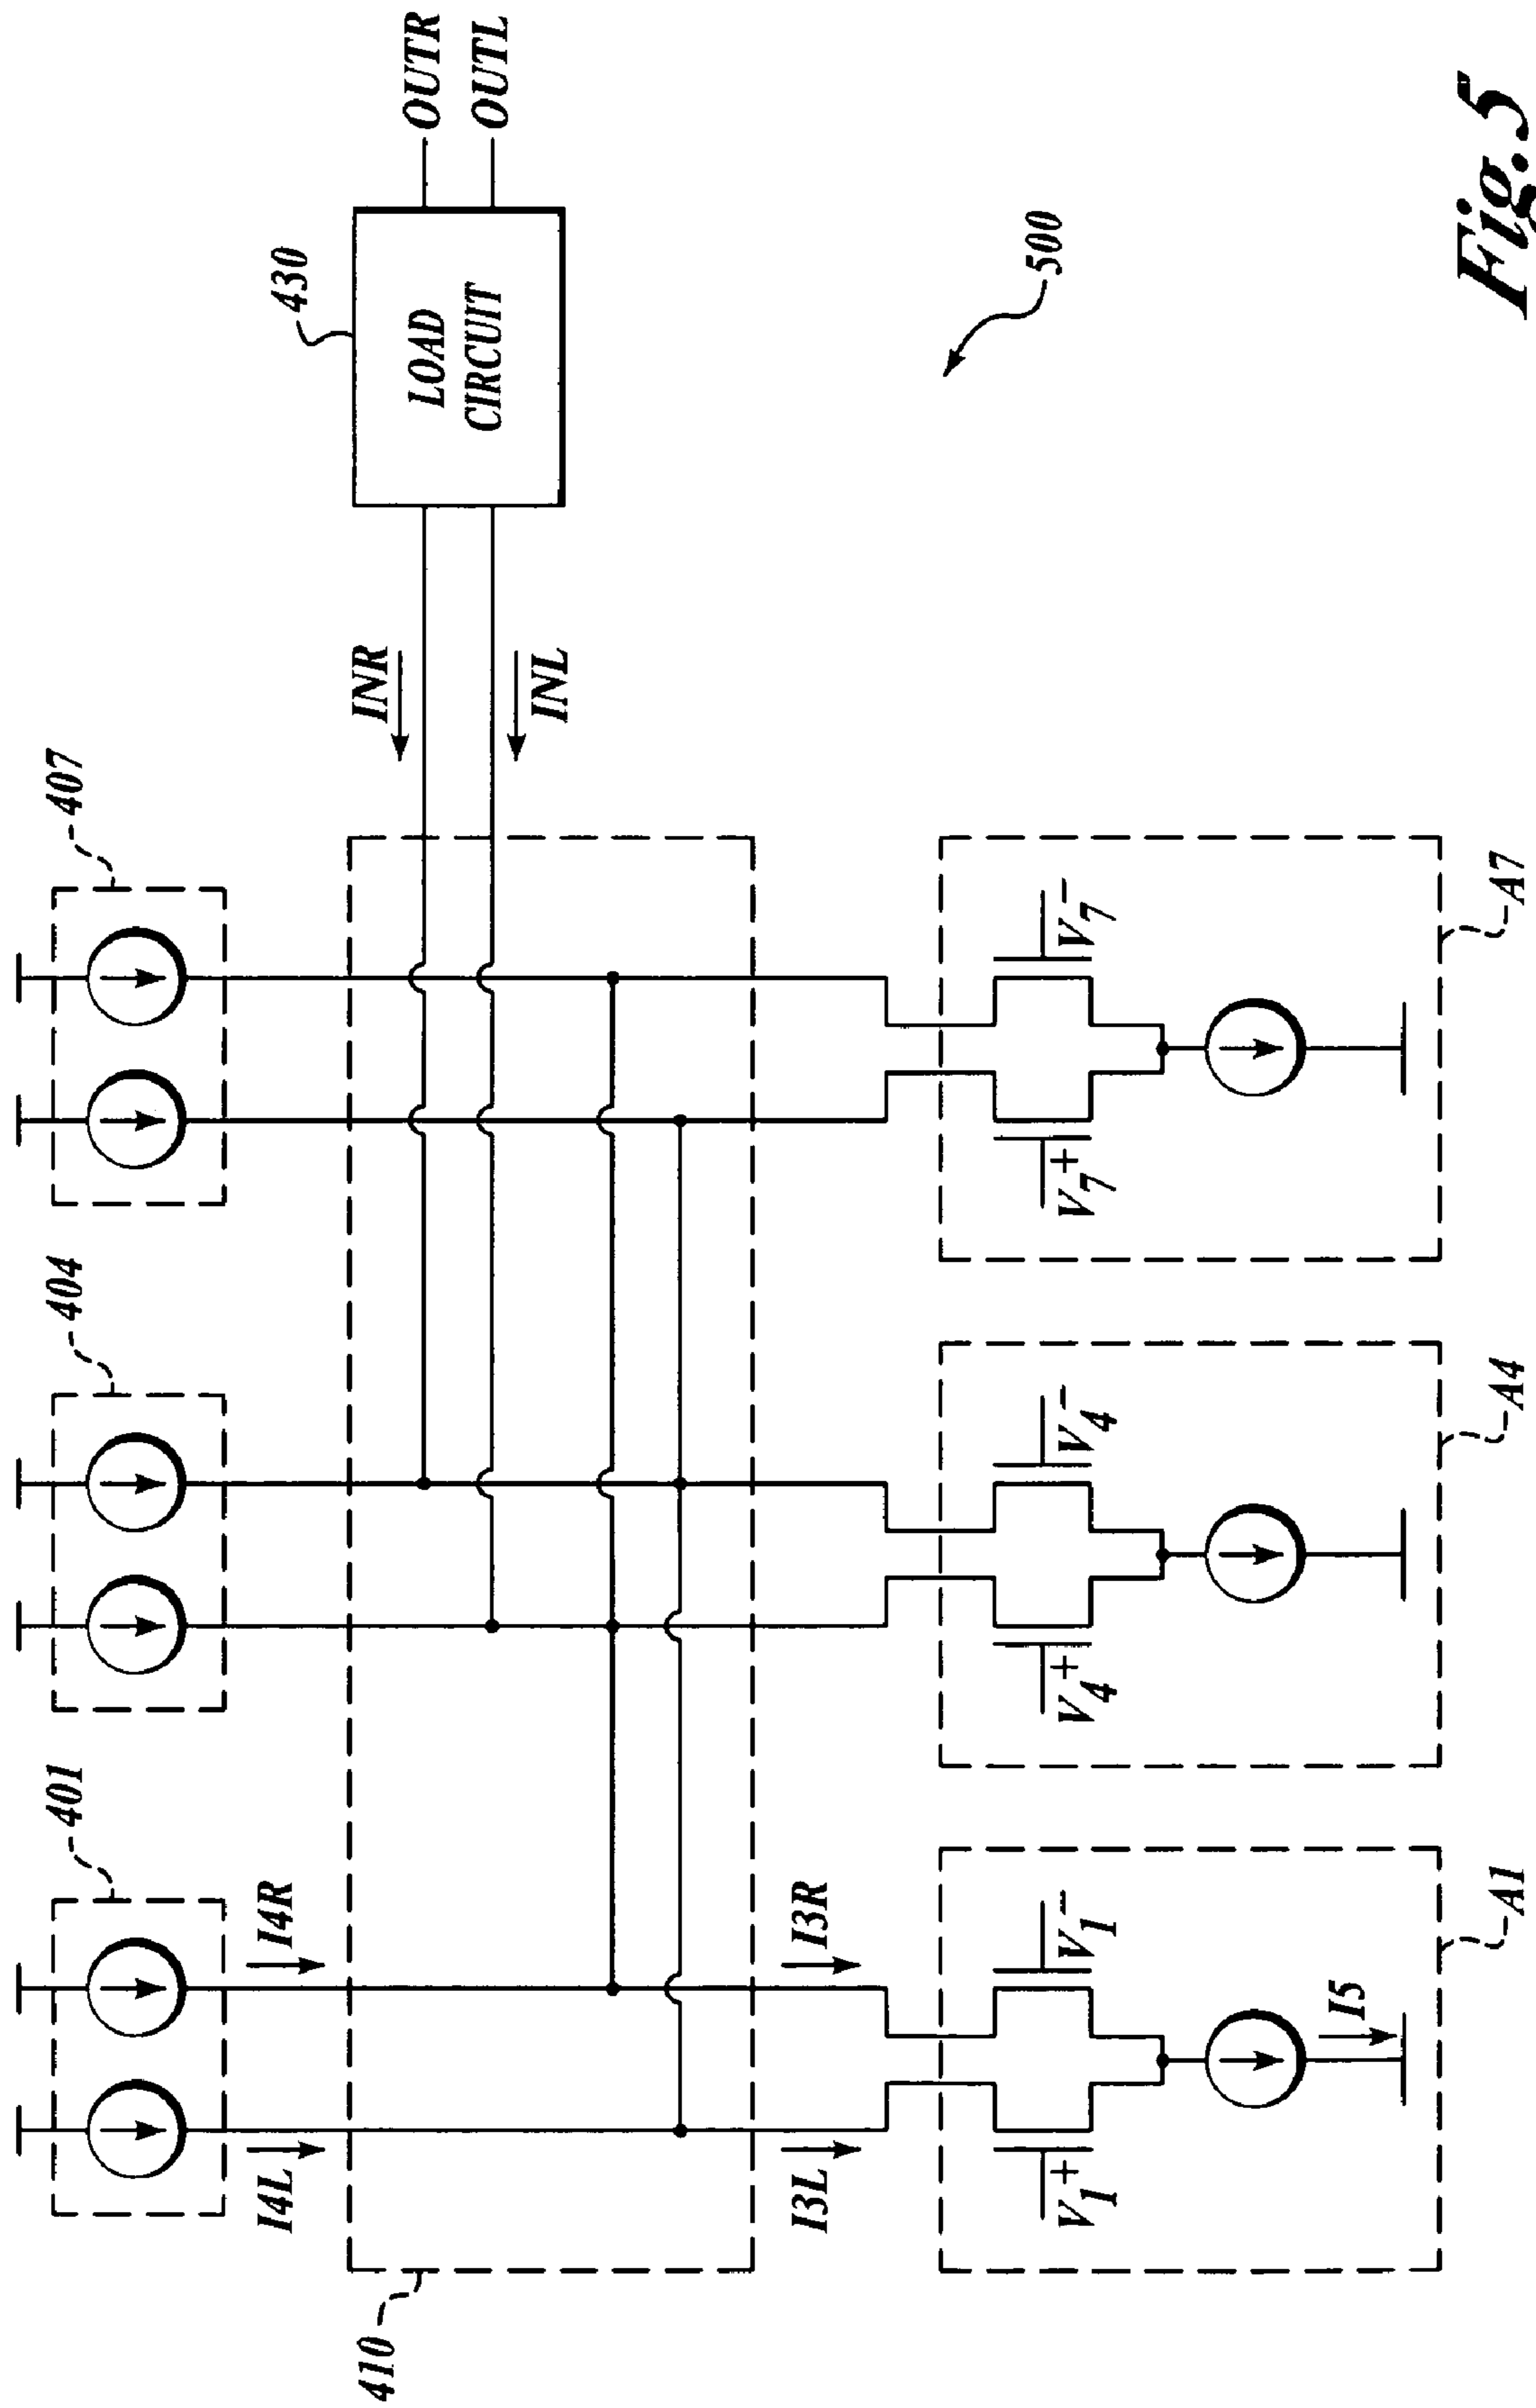 401
404
407
I4L
I4R
430
LOAD
CIRCUIT
OUTR
OUTL
INR
INL
410
I3L
I3R
V1+
V1−
V4+
V4−
V7+
V7−
I5
A1
A4
A7
500
Fig.5